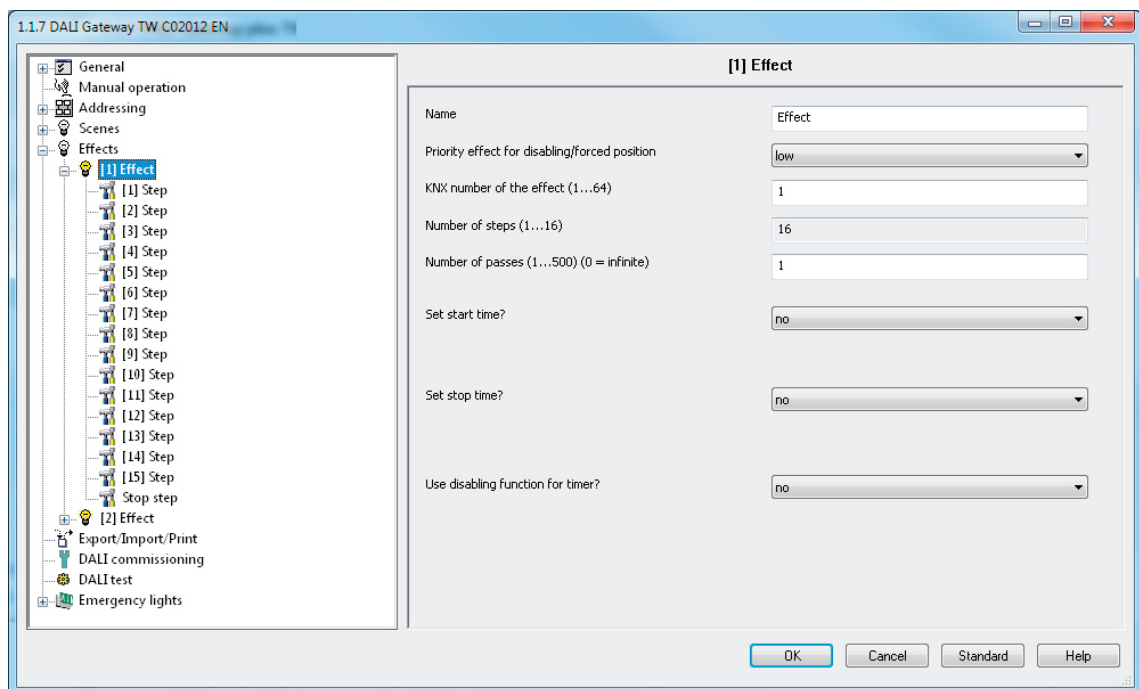 1.1.7 DALI Gateway TW C02012 EN
General
Manual operation
Addressing
Scenes
Effects
[1] Effect
[1] Step
[2] Step
[3] Step
[4] Step
[5] Step
[6] Step
[7] Step
[8] Step
[9] Step
[10] Step
[11] Step
[12] Step
[13] Step
[14] Step
[15] Step
Stop step
[2] Effect
Export/Import/Print
DALI commissioning
DALI test
Emergency lights
[1] Effect
Name Effect
Priority effect for disabling/forced position low
KNX number of the effect (1...64) 1
Number of steps (1...16) 16
Number of passes (1...500) (0 = infinite) 1
Set start time? no
Set stop time? no
Use disabling function for timer? no
OK Cancel Standard Help